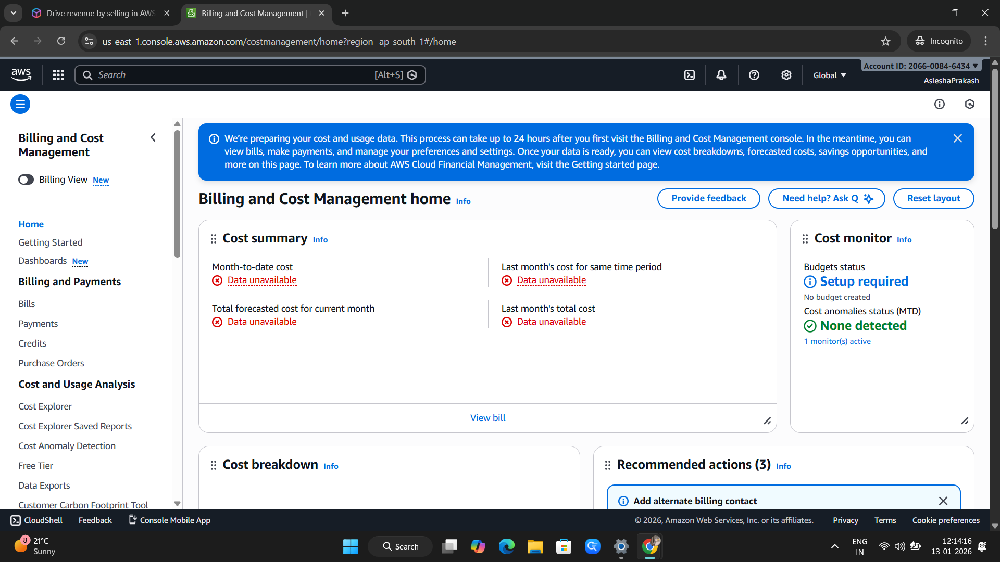 Drive revenue by selling in AWS
Billing and Cost Management |
us-east-1.console.aws.amazon.com/costmanagement/home?region=ap-south-1#/home
Incognito
aws
Search
[Alt+S]
Global
Account ID: 2066-0084-6434
AsleshaPrakash
Billing and Cost
Management
Billing View New
Home
Getting Started
Dashboards New
Billing and Payments
Bills
Payments
Credits
Purchase Orders
Cost and Usage Analysis
Cost Explorer
Cost Explorer Saved Reports
Cost Anomaly Detection
Free Tier
Data Exports
Customer Carbon Footprint Tool
We're preparing your cost and usage data. This process can take up to 24 hours after you first visit the Billing and Cost Management console. In the meantime, you can
view bills, make payments, and manage your preferences and settings. Once your data is ready, you can view cost breakdowns, forecasted costs, savings opportunities, and
more on this page. To learn more about AWS Cloud Financial Management, visit the Getting started page.
Billing and Cost Management home Info
Provide feedback
Need help? Ask Q
Reset layout
Cost summary Info
Month-to-date cost
Data unavailable
Last month's cost for same time period
Data unavailable
Total forecasted cost for current month
Data unavailable
Last month's total cost
Data unavailable
View bill
Cost monitor Info
Budgets status
Setup required
No budget created
Cost anomalies status (MTD)
None detected
1 monitor(s) active
Cost breakdown Info
Recommended actions (3) Info
Add alternate billing contact
CloudShell
Feedback
Console Mobile App
© 2026, Amazon Web Services, Inc. or its affiliates.
Privacy
Terms
Cookie preferences
8
21°C
Sunny
Search
ENG
IN
12:14:16
13-01-2026